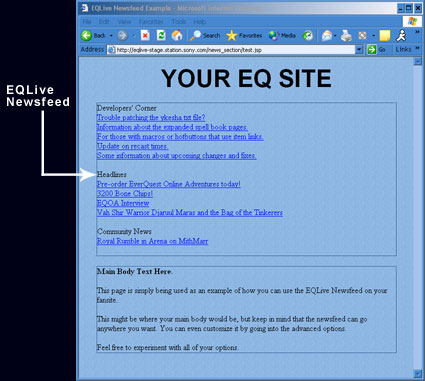 EQLive Newsfeed Example - Microsoft Internet
File Edit View Favorites Tools Help
Back Search Favorites Media
Address http://eqlive-stage.station.sony.com/news_section/test.jsp Go Links
YOUR EQ SITE
EQLive
Newsfeed
Developers' Corner
Trouble patching the ykesha.txt file?
Information about the expanded spell book pages.
For those with macros or hotbuttons that use item links.
Update on recast times.
Some information about upcoming changes and fixes.
Headlines
Pre-order EverQuest Online Adventures today!
3200 Bone Chips!
EQOA Interview
Vah Shir Warrior Djaruul Maras and the Bag of the Tinkerers
Community News
Royal Rumble in Arena on MithMarr
Main Body Text Here.
This page is simply being used as an example of how you can use the EQLive Newsfeed on your
fansite.
This might be where your main body would be, but keep in mind that the newsfeed can go
anywhere you want. You can even customize it by going into the advanced options.
Feel free to experiment with all of your options.